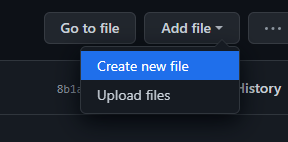 Go to file
Add file
Create new file
8b1a
History
Upload files